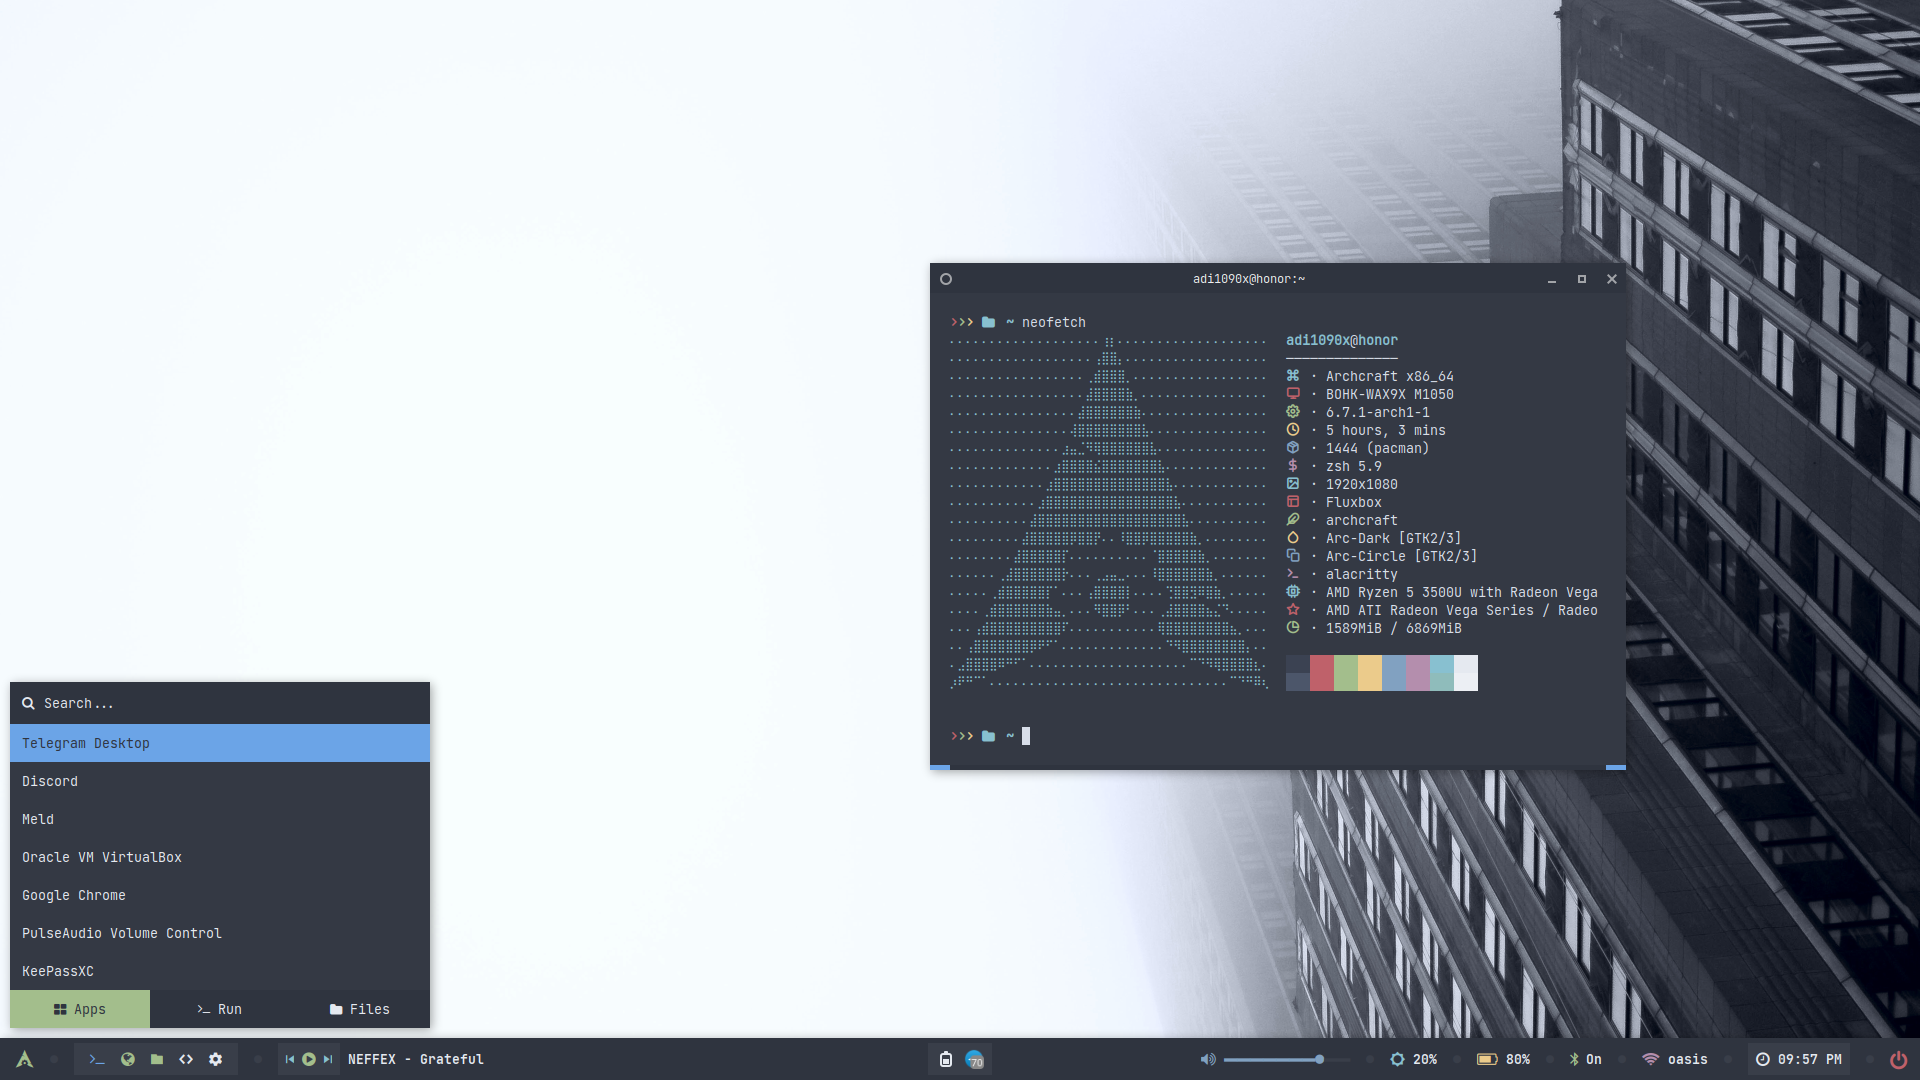 adi1090x@honor:~
~ neofetch
adi1090x@honor
· Archcraft x86_64
· BOHK-WAX9X M1050
· 6.7.1-arch1-1
· 5 hours, 3 mins
· 1444 (pacman)
· zsh 5.9
· 1920x1080
· Fluxbox
· archcraft
· Arc-Dark [GTK2/3]
· Arc-Circle [GTK2/3]
· alacritty
· AMD Ryzen 5 3500U with Radeon Vega
· AMD ATI Radeon Vega Series / Radeo
· 1589MiB / 6869MiB
~
Search...
Telegram Desktop
Discord
Meld
Oracle VM VirtualBox
Google Chrome
PulseAudio Volume Control
KeePassXC
Apps Run Files
NEFFEX - Grateful 70 20% 80% On oasis 09:57 PM